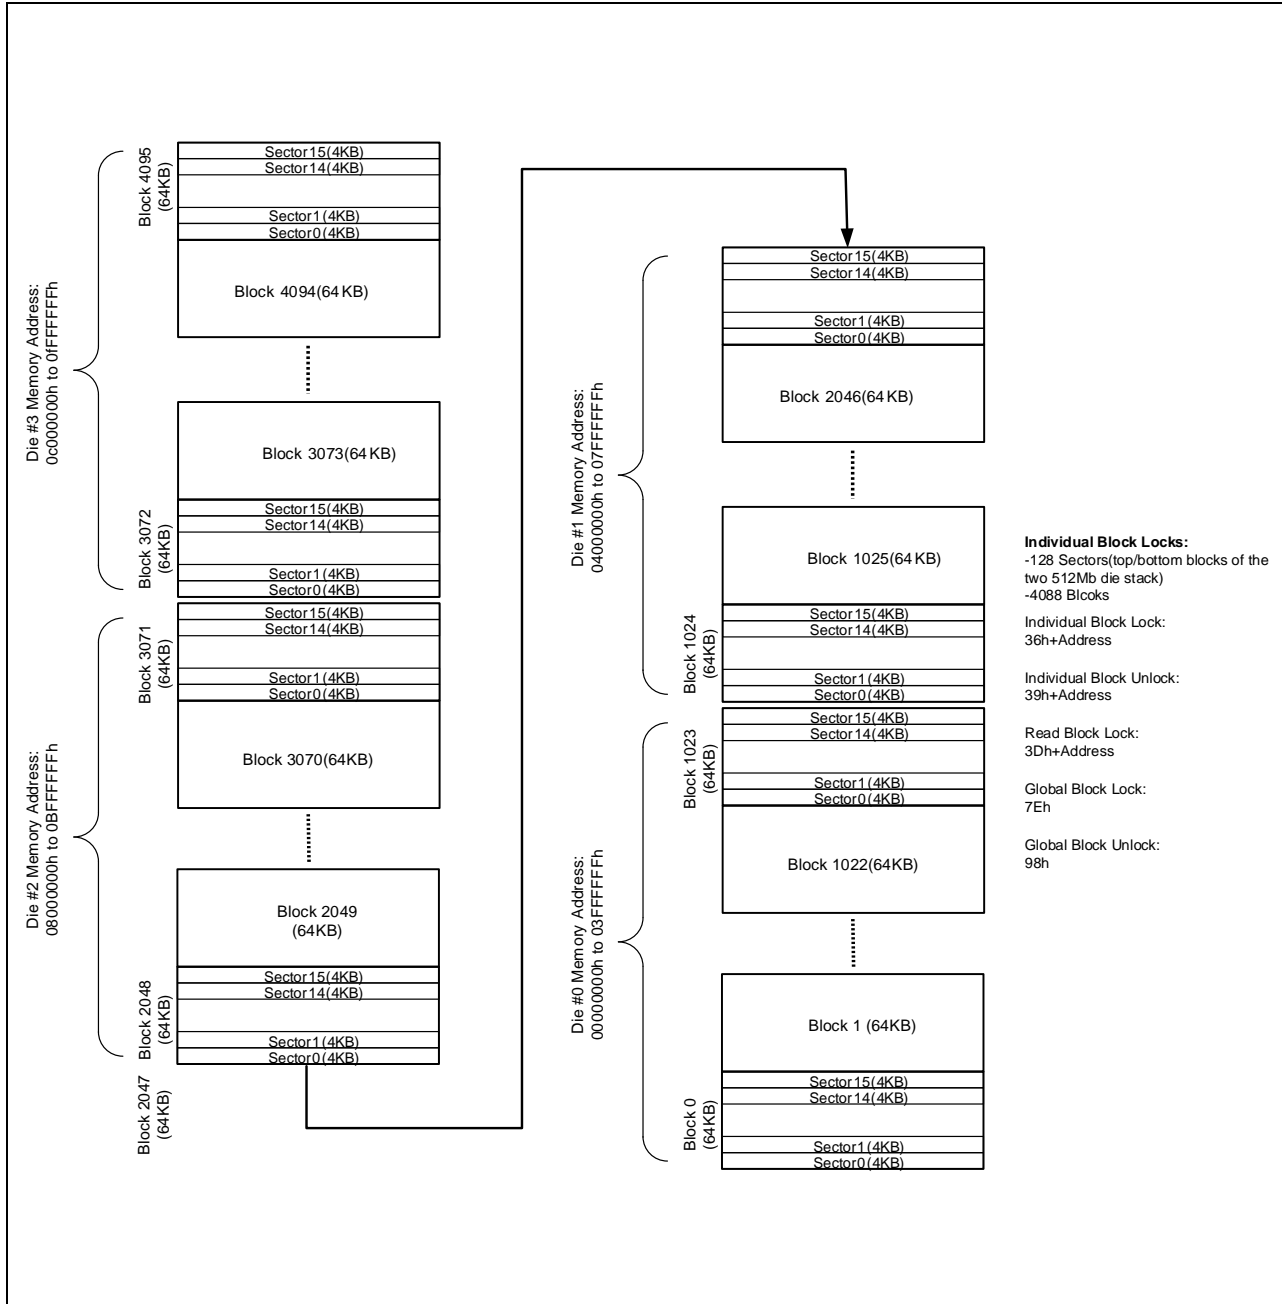 Die #3 Memory Address:
0c000000h to 0fFFFFFFh
Block 4095
(64KB)
Sector15(4KB)
Sector14(4KB)
Sector1(4KB)
Sector0(4KB)
Block 4094(64KB)
Block 3073(64KB)
Block 3072
(64KB)
Sector15(4KB)
Sector14(4KB)
Sector1(4KB)
Sector0(4KB)
Die #2 Memory Address:
08000000h to 0BFFFFFFh
Block 3071
(64KB)
Sector15(4KB)
Sector14(4KB)
Sector1(4KB)
Sector0(4KB)
Block 3070(64KB)
Block 2049
(64KB)
Block 2048
(64KB)
Sector15(4KB)
Sector14(4KB)
Sector1(4KB)
Sector0(4KB)
Block 2047
(64KB)
Die #1 Memory Address:
04000000h to 07FFFFFFh
Sector15(4KB)
Sector14(4KB)
Sector1(4KB)
Sector0(4KB)
Block 2046(64KB)
Block 1025(64KB)
Block 1024
(64KB)
Sector15(4KB)
Sector14(4KB)
Sector1(4KB)
Sector0(4KB)
Die #0 Memory Address:
00000000h to 03FFFFFFh
Block 1023
(64KB)
Sector15(4KB)
Sector14(4KB)
Sector1(4KB)
Sector0(4KB)
Block 1022(64KB)
Block 1 (64KB)
Block 0
(64KB)
Sector15(4KB)
Sector14(4KB)
Sector1(4KB)
Sector0(4KB)
Individual Block Locks:
-128 Sectors(top/bottom blocks of the
two 512Mb die stack)
-4088 Blcoks
Individual Block Lock:
36h+Address
Individual Block Unlock:
39h+Address
Read Block Lock:
3Dh+Address
Global Block Lock:
7Eh
Global Block Unlock:
98h